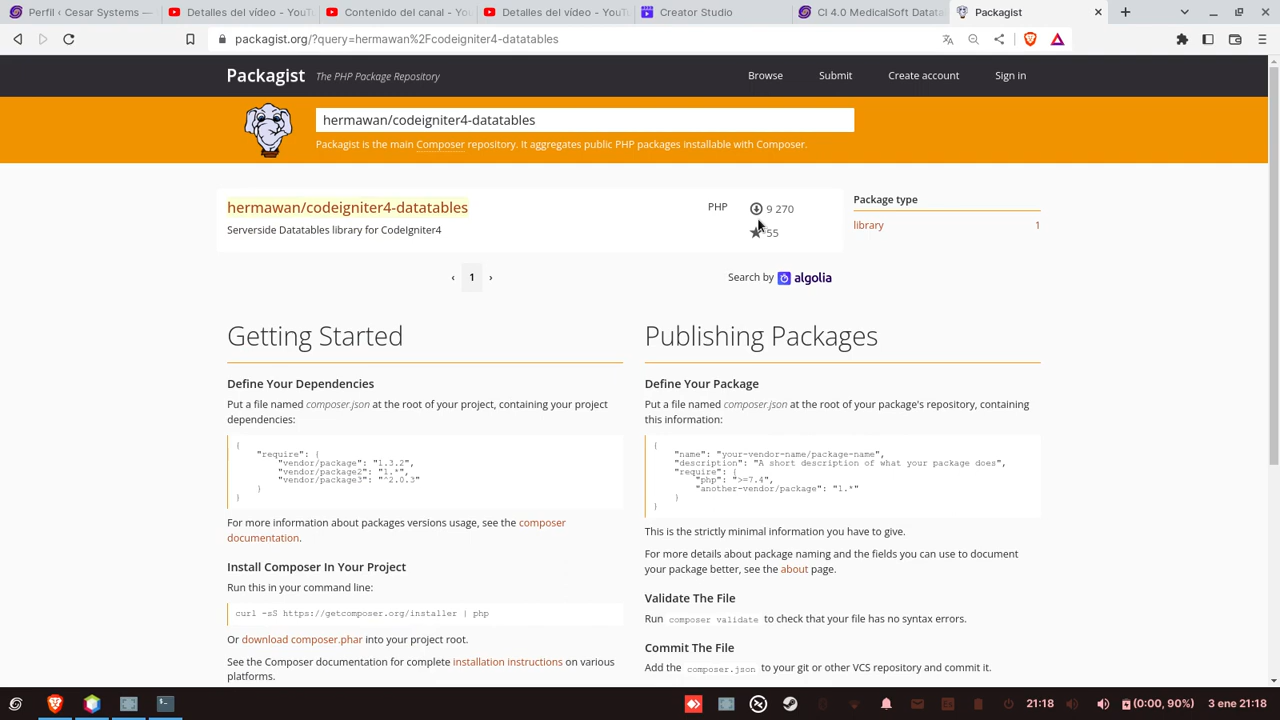 Perfil ‹ Cesar Systems —
Detalles del vídeo - YouT
Contenido del canal - Yo
Detalles del vídeo - YouT
Creator Studio
CI 4.0 MedicalSoft Datata
Packagist
packagist.org/?query=hermawan%2Fcodeigniter4-datatables
Packagist
The PHP Package Repository
Browse
Submit
Create account
Sign in
hermawan/codeigniter4-datatables
Packagist is the main Composer repository. It aggregates public PHP packages installable with Composer.
hermawan/codeigniter4-datatables
PHP
9 270
Serverside Datatables library for CodeIgniter4
55
Package type
library 1
‹ 1 ›
Search by algolia
Getting Started
Define Your Dependencies
Put a file named composer.json at the root of your project, containing your project
dependencies:
{
"require": {
"vendor/package": "1.3.2",
"vendor/package2": "1.*",
"vendor/package3": "^2.0.3"
}
}
For more information about packages versions usage, see the composer
documentation.
Install Composer In Your Project
Run this in your command line:
curl -sS https://getcomposer.org/installer | php
Or download composer.phar into your project root.
See the Composer documentation for complete installation instructions on various
platforms.
Publishing Packages
Define Your Package
Put a file named composer.json at the root of your package's repository, containing
this information:
{
"name": "your-vendor-name/package-name",
"description": "A short description of what your package does",
"require": {
"php": ">=7.4",
"another-vendor/package": "1.*"
}
}
This is the strictly minimal information you have to give.
For more details about package naming and the fields you can use to document
your package better, see the about page.
Validate The File
Run composer validate to check that your file has no syntax errors.
Commit The File
Add the composer.json to your git or other VCS repository and commit it.
21:18
(0:00, 90%)
3 ene 21:18